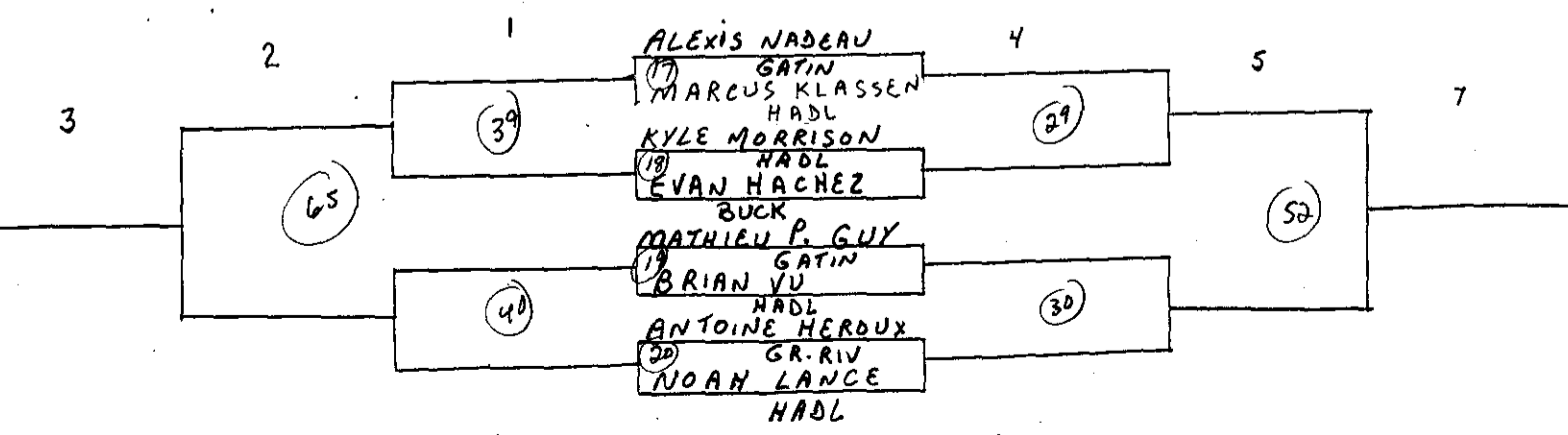 1
2
3
4
5
7
ALEXIS NADEAU
17 GATIN
MARCUS KLASSEN
HADL
KYLE MORRISON
18 HADL
EVAN HACHEZ
BUCK
MATHIEU P. GUY
19 GATIN
BRIAN VU
HADL
ANTOINE HEROUX
20 GR.RIV
NOAH LANCE
HADL
39
29
65
52
40
30